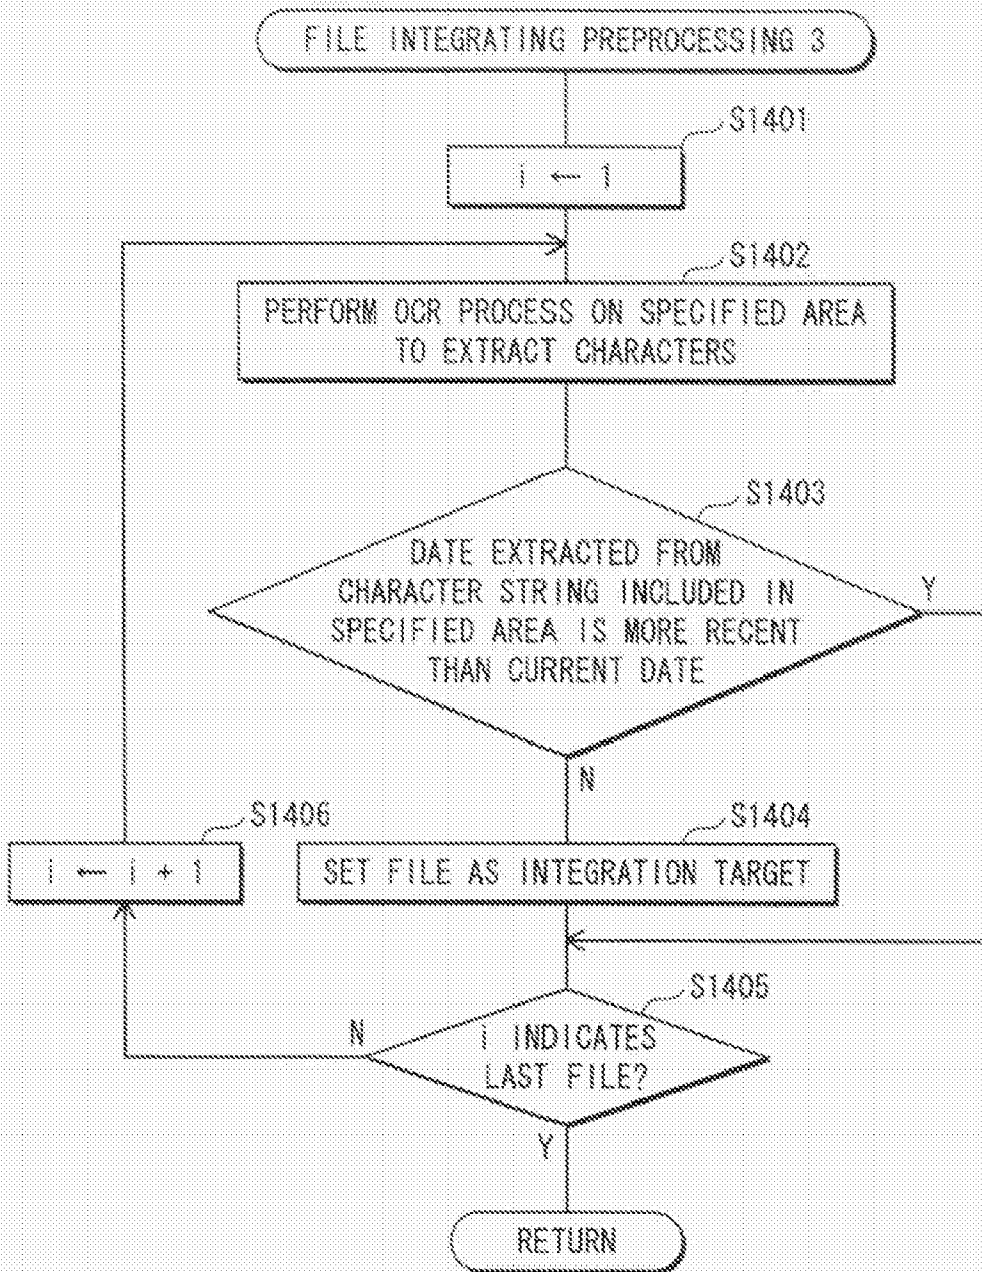 FILE INTEGRATING PREPROCESSING 3
S1401
i ← 1
S1402
PERFORM OCR PROCESS ON SPECIFIED AREA
TO EXTRACT CHARACTERS
S1403
DATE EXTRACTED FROM
CHARACTER STRING INCLUDED IN
SPECIFIED AREA IS MORE RECENT
THAN CURRENT DATE
Y
N
S1406
i ← i + 1
S1404
SET FILE AS INTEGRATION TARGET
S1405
N
i INDICATES
LAST FILE?
Y
RETURN